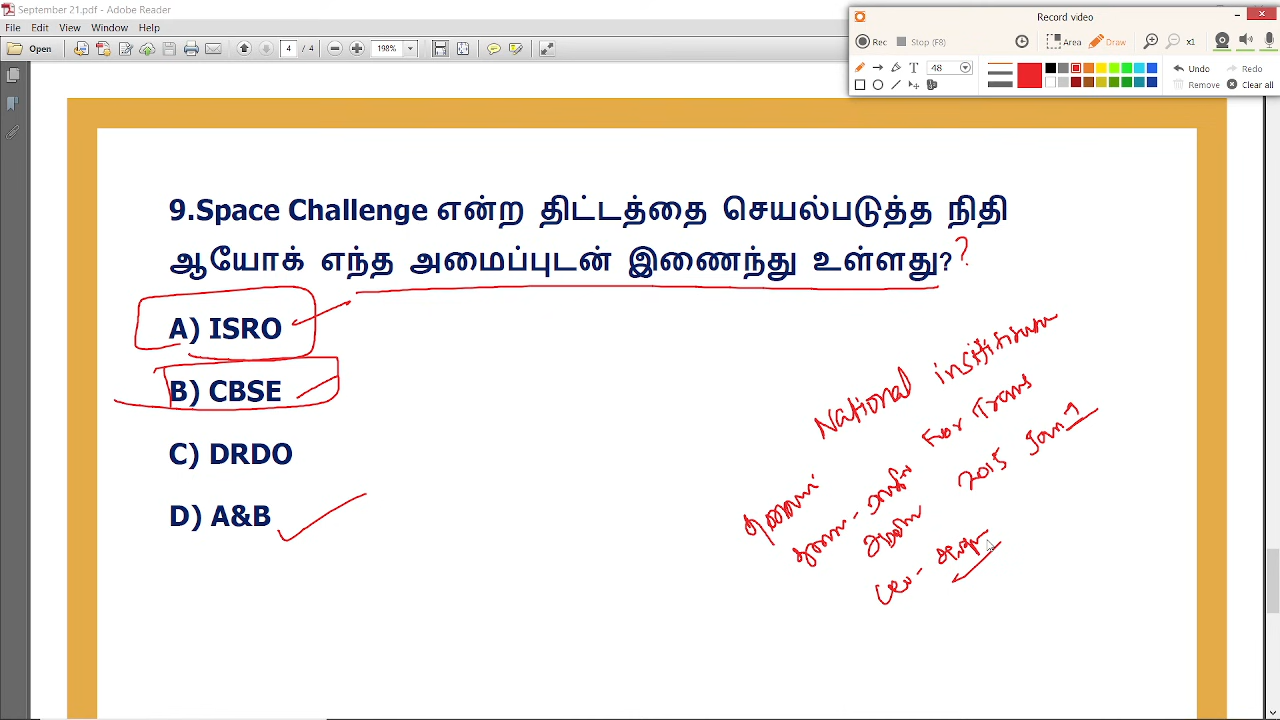 September 21.pdf - Adobe Reader
File Edit View Window Help
Open 4 / 4 198%
Record video
Rec Stop (F8) Area Draw x1
T 48 Undo Redo
Remove Clear all
9.Space Challenge என்ற திட்டத்தை செயல்படுத்த நிதி
ஆயோக் எந்த அமைப்புடன் இணைந்து உள்ளது? ?
A) ISRO
B) CBSE
C) DRDO
D) A&B
National
For Trans
2015 Jan 1